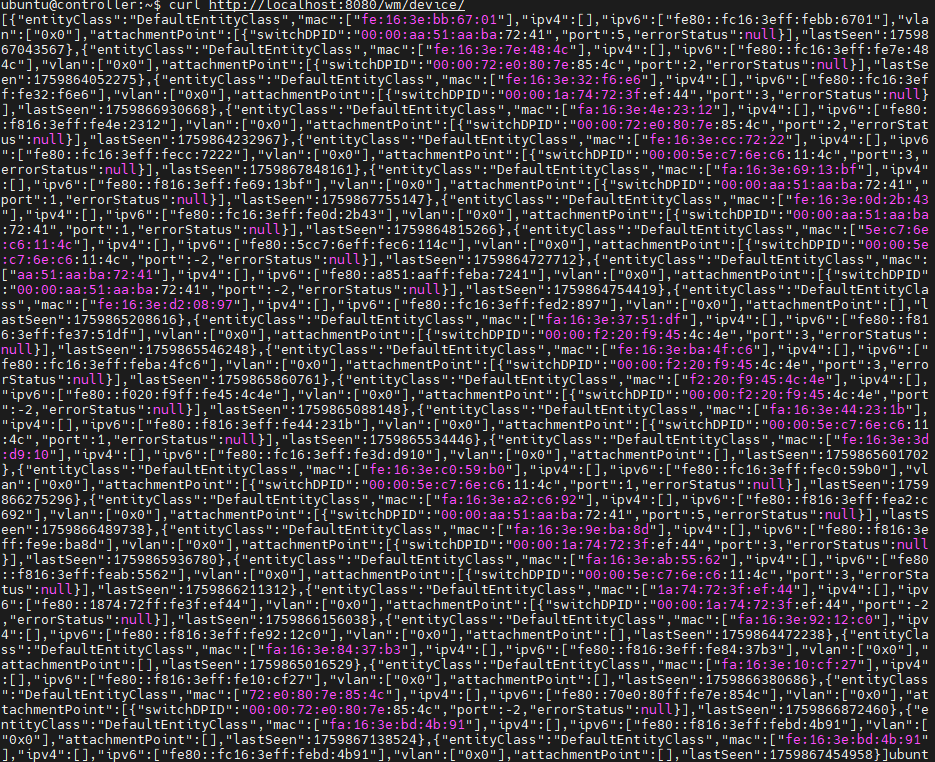 ubuntu@controller:~$ curl http://localhost:8080/wm/device/
[{"entityClass":"DefaultEntityClass","mac":["fe:16:3e:bb:67:01"],"ipv4":[],"ipv6":["fe80::fc16:3eff:febb:6701"],"vla
n":["0x0"],"attachmentPoint":[{"switchDPID":"00:00:aa:51:aa:ba:72:41","port":5,"errorStatus":null}],"lastSeen":17598
67043567},{"entityClass":"DefaultEntityClass","mac":["fe:16:3e:7e:48:4c"],"ipv4":[],"ipv6":["fe80::fc16:3eff:fe7e:48
4c"],"vlan":["0x0"],"attachmentPoint":[{"switchDPID":"00:00:72:e0:80:7e:85:4c","port":2,"errorStatus":null}],"lastSe
en":1759864052275},{"entityClass":"DefaultEntityClass","mac":["fe:16:3e:32:f6:e6"],"ipv4":[],"ipv6":["fe80::fc16:3ef
f:fe32:f6e6"],"vlan":["0x0"],"attachmentPoint":[{"switchDPID":"00:00:1a:74:72:3f:ef:44","port":3,"errorStatus":null}
],"lastSeen":1759866930668},{"entityClass":"DefaultEntityClass","mac":["fa:16:3e:4e:23:12"],"ipv4":[],"ipv6":["fe80:
:f816:3eff:fe4e:2312"],"vlan":["0x0"],"attachmentPoint":[{"switchDPID":"00:00:72:e0:80:7e:85:4c","port":2,"errorStat
us":null}],"lastSeen":1759864232967},{"entityClass":"DefaultEntityClass","mac":["fe:16:3e:cc:72:22"],"ipv4":[],"ipv6
":["fe80::fc16:3eff:fecc:7222"],"vlan":["0x0"],"attachmentPoint":[{"switchDPID":"00:00:5e:c7:6e:c6:11:4c","port":3,"
errorStatus":null}],"lastSeen":1759867848161},{"entityClass":"DefaultEntityClass","mac":["fa:16:3e:69:13:bf"],"ipv4"
:[],"ipv6":["fe80::f816:3eff:fe69:13bf"],"vlan":["0x0"],"attachmentPoint":[{"switchDPID":"00:00:aa:51:aa:ba:72:41","
port":1,"errorStatus":null}],"lastSeen":1759867755147},{"entityClass":"DefaultEntityClass","mac":["fe:16:3e:0d:2b:43
"],"ipv4":[],"ipv6":["fe80::fc16:3eff:fe0d:2b43"],"vlan":["0x0"],"attachmentPoint":[{"switchDPID":"00:00:aa:51:aa:ba
:72:41","port":1,"errorStatus":null}],"lastSeen":1759864815266},{"entityClass":"DefaultEntityClass","mac":["5e:c7:6e
:c6:11:4c"],"ipv4":[],"ipv6":["fe80::5cc7:6eff:fec6:114c"],"vlan":["0x0"],"attachmentPoint":[{"switchDPID":"00:00:5e
:c7:6e:c6:11:4c","port":-2,"errorStatus":null}],"lastSeen":1759864727712},{"entityClass":"DefaultEntityClass","mac":
["aa:51:aa:ba:72:41"],"ipv4":[],"ipv6":["fe80::a851:aaff:feba:7241"],"vlan":["0x0"],"attachmentPoint":[{"switchDPID"
:"00:00:aa:51:aa:ba:72:41","port":-2,"errorStatus":null}],"lastSeen":1759864754419},{"entityClass":"DefaultEntityCla
ss","mac":["fe:16:3e:d2:08:97"],"ipv4":[],"ipv6":["fe80::fc16:3eff:fed2:897"],"vlan":["0x0"],"attachmentPoint":[],"l
astSeen":1759865208616},{"entityClass":"DefaultEntityClass","mac":["fa:16:3e:37:51:df"],"ipv4":[],"ipv6":["fe80::f81
6:3eff:fe37:51df"],"vlan":["0x0"],"attachmentPoint":[{"switchDPID":"00:00:f2:20:f9:45:4c:4e","port":3,"errorStatus":
null}],"lastSeen":1759865546248},{"entityClass":"DefaultEntityClass","mac":["fe:16:3e:ba:4f:c6"],"ipv4":[],"ipv6":["
fe80::fc16:3eff:feba:4fc6"],"vlan":["0x0"],"attachmentPoint":[{"switchDPID":"00:00:f2:20:f9:45:4c:4e","port":3,"erro
rStatus":null}],"lastSeen":1759865860761},{"entityClass":"DefaultEntityClass","mac":["f2:20:f9:45:4c:4e"],"ipv4":[],
"ipv6":["fe80::f020:f9ff:fe45:4c4e"],"vlan":["0x0"],"attachmentPoint":[{"switchDPID":"00:00:f2:20:f9:45:4c:4e","port
":-2,"errorStatus":null}],"lastSeen":1759865088148},{"entityClass":"DefaultEntityClass","mac":["fa:16:3e:44:23:1b"],
"ipv4":[],"ipv6":["fe80::f816:3eff:fe44:231b"],"vlan":["0x0"],"attachmentPoint":[{"switchDPID":"00:00:5e:c7:6e:c6:11
:4c","port":1,"errorStatus":null}],"lastSeen":1759865534446},{"entityClass":"DefaultEntityClass","mac":["fe:16:3e:3d
:d9:10"],"ipv4":[],"ipv6":["fe80::fc16:3eff:fe3d:d910"],"vlan":["0x0"],"attachmentPoint":[],"lastSeen":1759865601702
},{"entityClass":"DefaultEntityClass","mac":["fe:16:3e:c0:59:b0"],"ipv4":[],"ipv6":["fe80::fc16:3eff:fec0:59b0"],"vl
an":["0x0"],"attachmentPoint":[{"switchDPID":"00:00:5e:c7:6e:c6:11:4c","port":1,"errorStatus":null}],"lastSeen":1759
866275296},{"entityClass":"DefaultEntityClass","mac":["fa:16:3e:a2:c6:92"],"ipv4":[],"ipv6":["fe80::f816:3eff:fea2:c
692"],"vlan":["0x0"],"attachmentPoint":[{"switchDPID":"00:00:aa:51:aa:ba:72:41","port":5,"errorStatus":null}],"lastS
een":1759866489738},{"entityClass":"DefaultEntityClass","mac":["fa:16:3e:9e:ba:8d"],"ipv4":[],"ipv6":["fe80::f816:3e
ff:fe9e:ba8d"],"vlan":["0x0"],"attachmentPoint":[{"switchDPID":"00:00:1a:74:72:3f:ef:44","port":3,"errorStatus":null
}],"lastSeen":1759865936780},{"entityClass":"DefaultEntityClass","mac":["fa:16:3e:ab:55:62"],"ipv4":[],"ipv6":["fe80
::f816:3eff:feab:5562"],"vlan":["0x0"],"attachmentPoint":[{"switchDPID":"00:00:5e:c7:6e:c6:11:4c","port":3,"errorSta
tus":null}],"lastSeen":1759866211312},{"entityClass":"DefaultEntityClass","mac":["1a:74:72:3f:ef:44"],"ipv4":[],"ipv
6":["fe80::1874:72ff:fe3f:ef44"],"vlan":["0x0"],"attachmentPoint":[{"switchDPID":"00:00:1a:74:72:3f:ef:44","port":-2
,"errorStatus":null}],"lastSeen":1759866156038},{"entityClass":"DefaultEntityClass","mac":["fa:16:3e:92:12:c0"],"ipv
4":[],"ipv6":["fe80::f816:3eff:fe92:12c0"],"vlan":["0x0"],"attachmentPoint":[],"lastSeen":1759864472238},{"entityCla
ss":"DefaultEntityClass","mac":["fa:16:3e:84:37:b3"],"ipv4":[],"ipv6":["fe80::f816:3eff:fe84:37b3"],"vlan":["0x0"],"
attachmentPoint":[],"lastSeen":1759865016529},{"entityClass":"DefaultEntityClass","mac":["fa:16:3e:10:cf:27"],"ipv4"
:[],"ipv6":["fe80::f816:3eff:fe10:cf27"],"vlan":["0x0"],"attachmentPoint":[],"lastSeen":1759866380686},{"entityClass
":"DefaultEntityClass","mac":["72:e0:80:7e:85:4c"],"ipv4":[],"ipv6":["fe80::70e0:80ff:fe7e:854c"],"vlan":["0x0"],"at
tachmentPoint":[{"switchDPID":"00:00:72:e0:80:7e:85:4c","port":-2,"errorStatus":null}],"lastSeen":1759866872460},{"e
ntityClass":"DefaultEntityClass","mac":["fa:16:3e:bd:4b:91"],"ipv4":[],"ipv6":["fe80::f816:3eff:febd:4b91"],"vlan":[
"0x0"],"attachmentPoint":[],"lastSeen":1759867138524},{"entityClass":"DefaultEntityClass","mac":["fe:16:3e:bd:4b:91"
],"ipv4":[],"ipv6":["fe80::fc16:3eff:febd:4b91"],"vlan":["0x0"],"attachmentPoint":[],"lastSeen":1759867454958}]ubunt